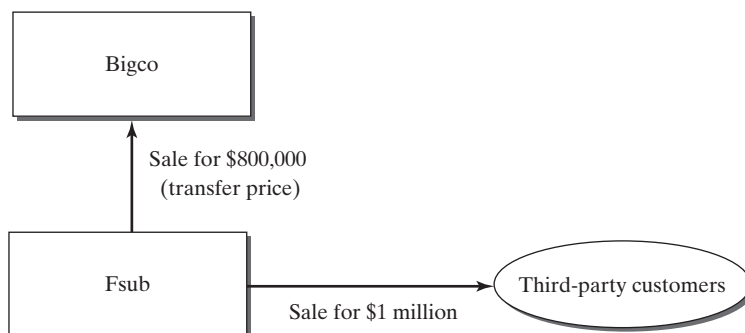 Bigco
Sale for $800,000
(transfer price)
Fsub
Third-party customers
Sale for $1 million